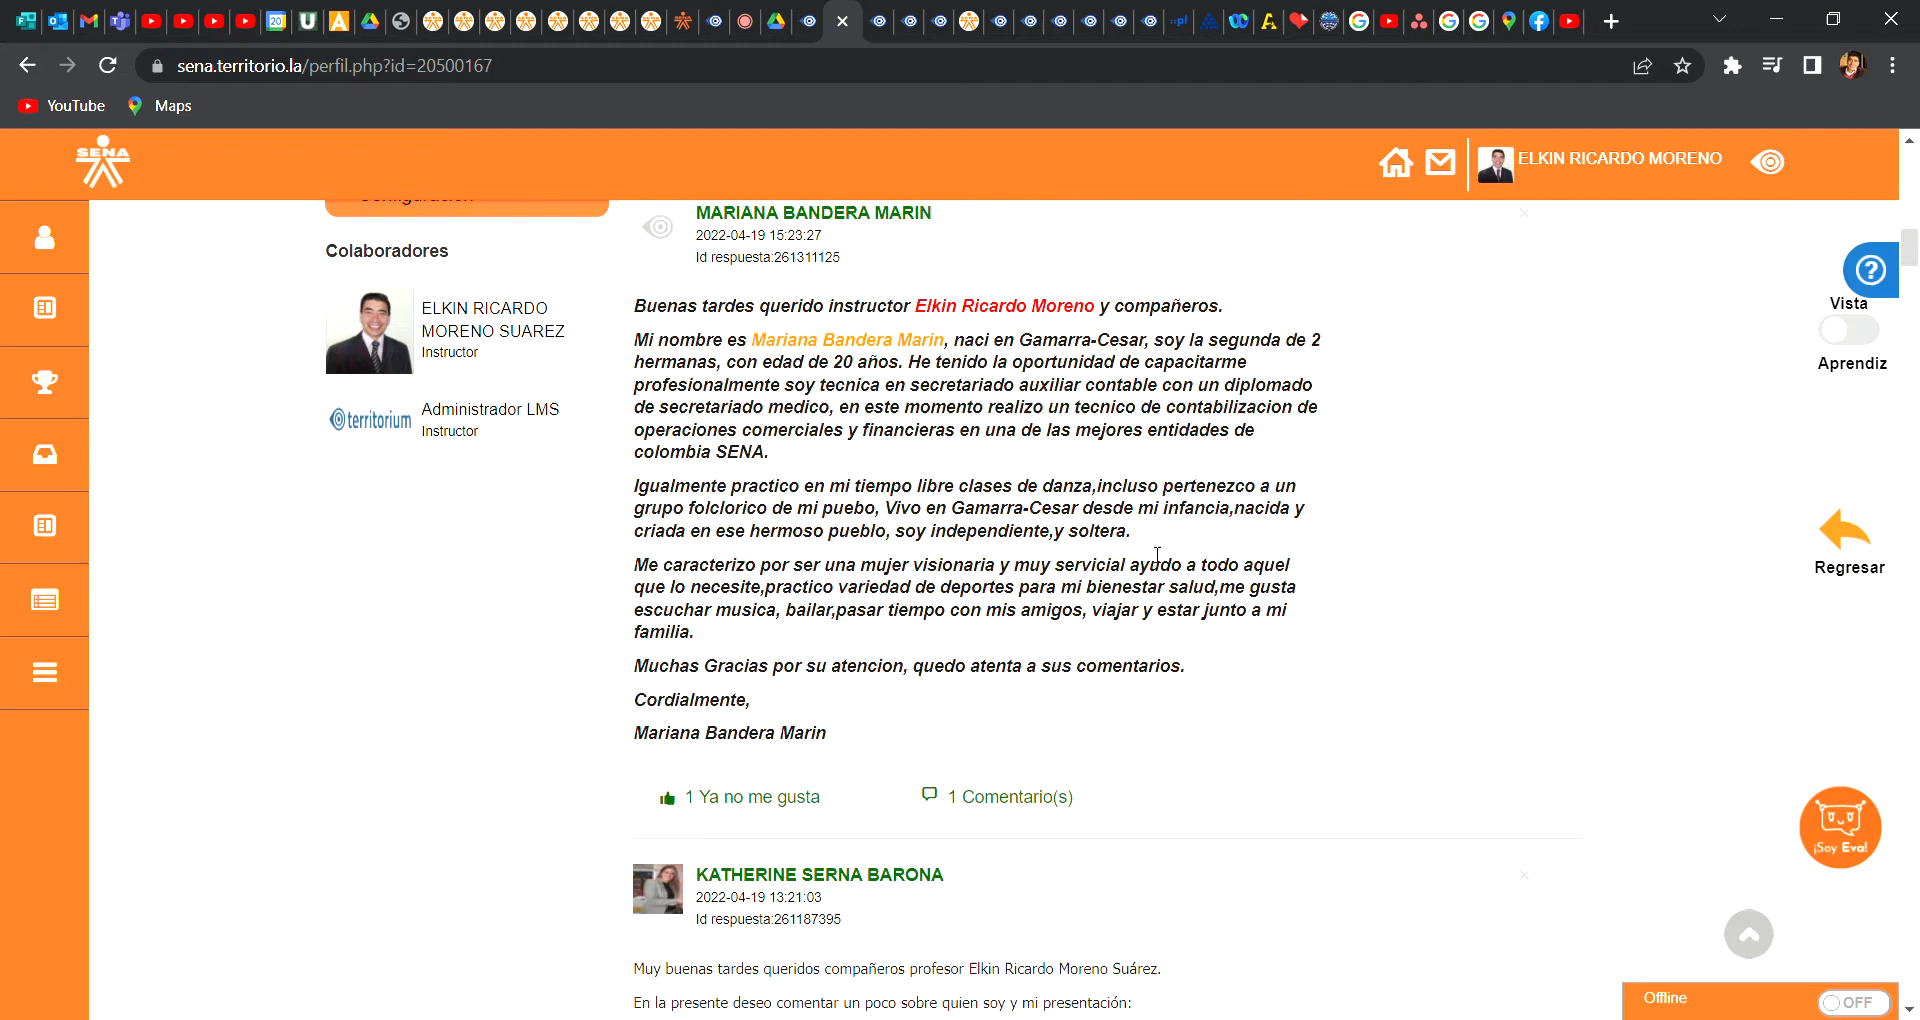 sena.territorio.la/perfil.php?id=20500167
YouTube
Maps
SENA
ELKIN RICARDO MORENO
Configuración
Colaboradores
ELKIN RICARDO
MORENO SUAREZ
Instructor
territorium
Administrador LMS
Instructor
MARIANA BANDERA MARIN
2022-04-19 15:23:27
Id respuesta:261311125
Buenas tardes querido instructor Elkin Ricardo Moreno y compañeros.
Mi nombre es Mariana Bandera Marin, naci en Gamarra-Cesar, soy la segunda de 2
hermanas, con edad de 20 años. He tenido la oportunidad de capacitarme
profesionalmente soy tecnica en secretariado auxiliar contable con un diplomado
de secretariado medico, en este momento realizo un tecnico de contabilizacion de
operaciones comerciales y financieras en una de las mejores entidades de
colombia SENA.
Igualmente practico en mi tiempo libre clases de danza,incluso pertenezco a un
grupo folclorico de mi puebo, Vivo en Gamarra-Cesar desde mi infancia,nacida y
criada en ese hermoso pueblo, soy independiente,y soltera.
Me caracterizo por ser una mujer visionaria y muy servicial ayudo a todo aquel
que lo necesite,practico variedad de deportes para mi bienestar salud,me gusta
escuchar musica, bailar,pasar tiempo con mis amigos, viajar y estar junto a mi
familia.
Muchas Gracias por su atencion, quedo atenta a sus comentarios.
Cordialmente,
Mariana Bandera Marin
1 Ya no me gusta
1 Comentario(s)
KATHERINE SERNA BARONA
2022-04-19 13:21:03
Id respuesta:261187395
Muy buenas tardes queridos compañeros profesor Elkin Ricardo Moreno Suárez.
En la presente deseo comentar un poco sobre quien soy y mi presentación:
Vista
Aprendiz
Regresar
¡Soy Eva!
Offline
OFF